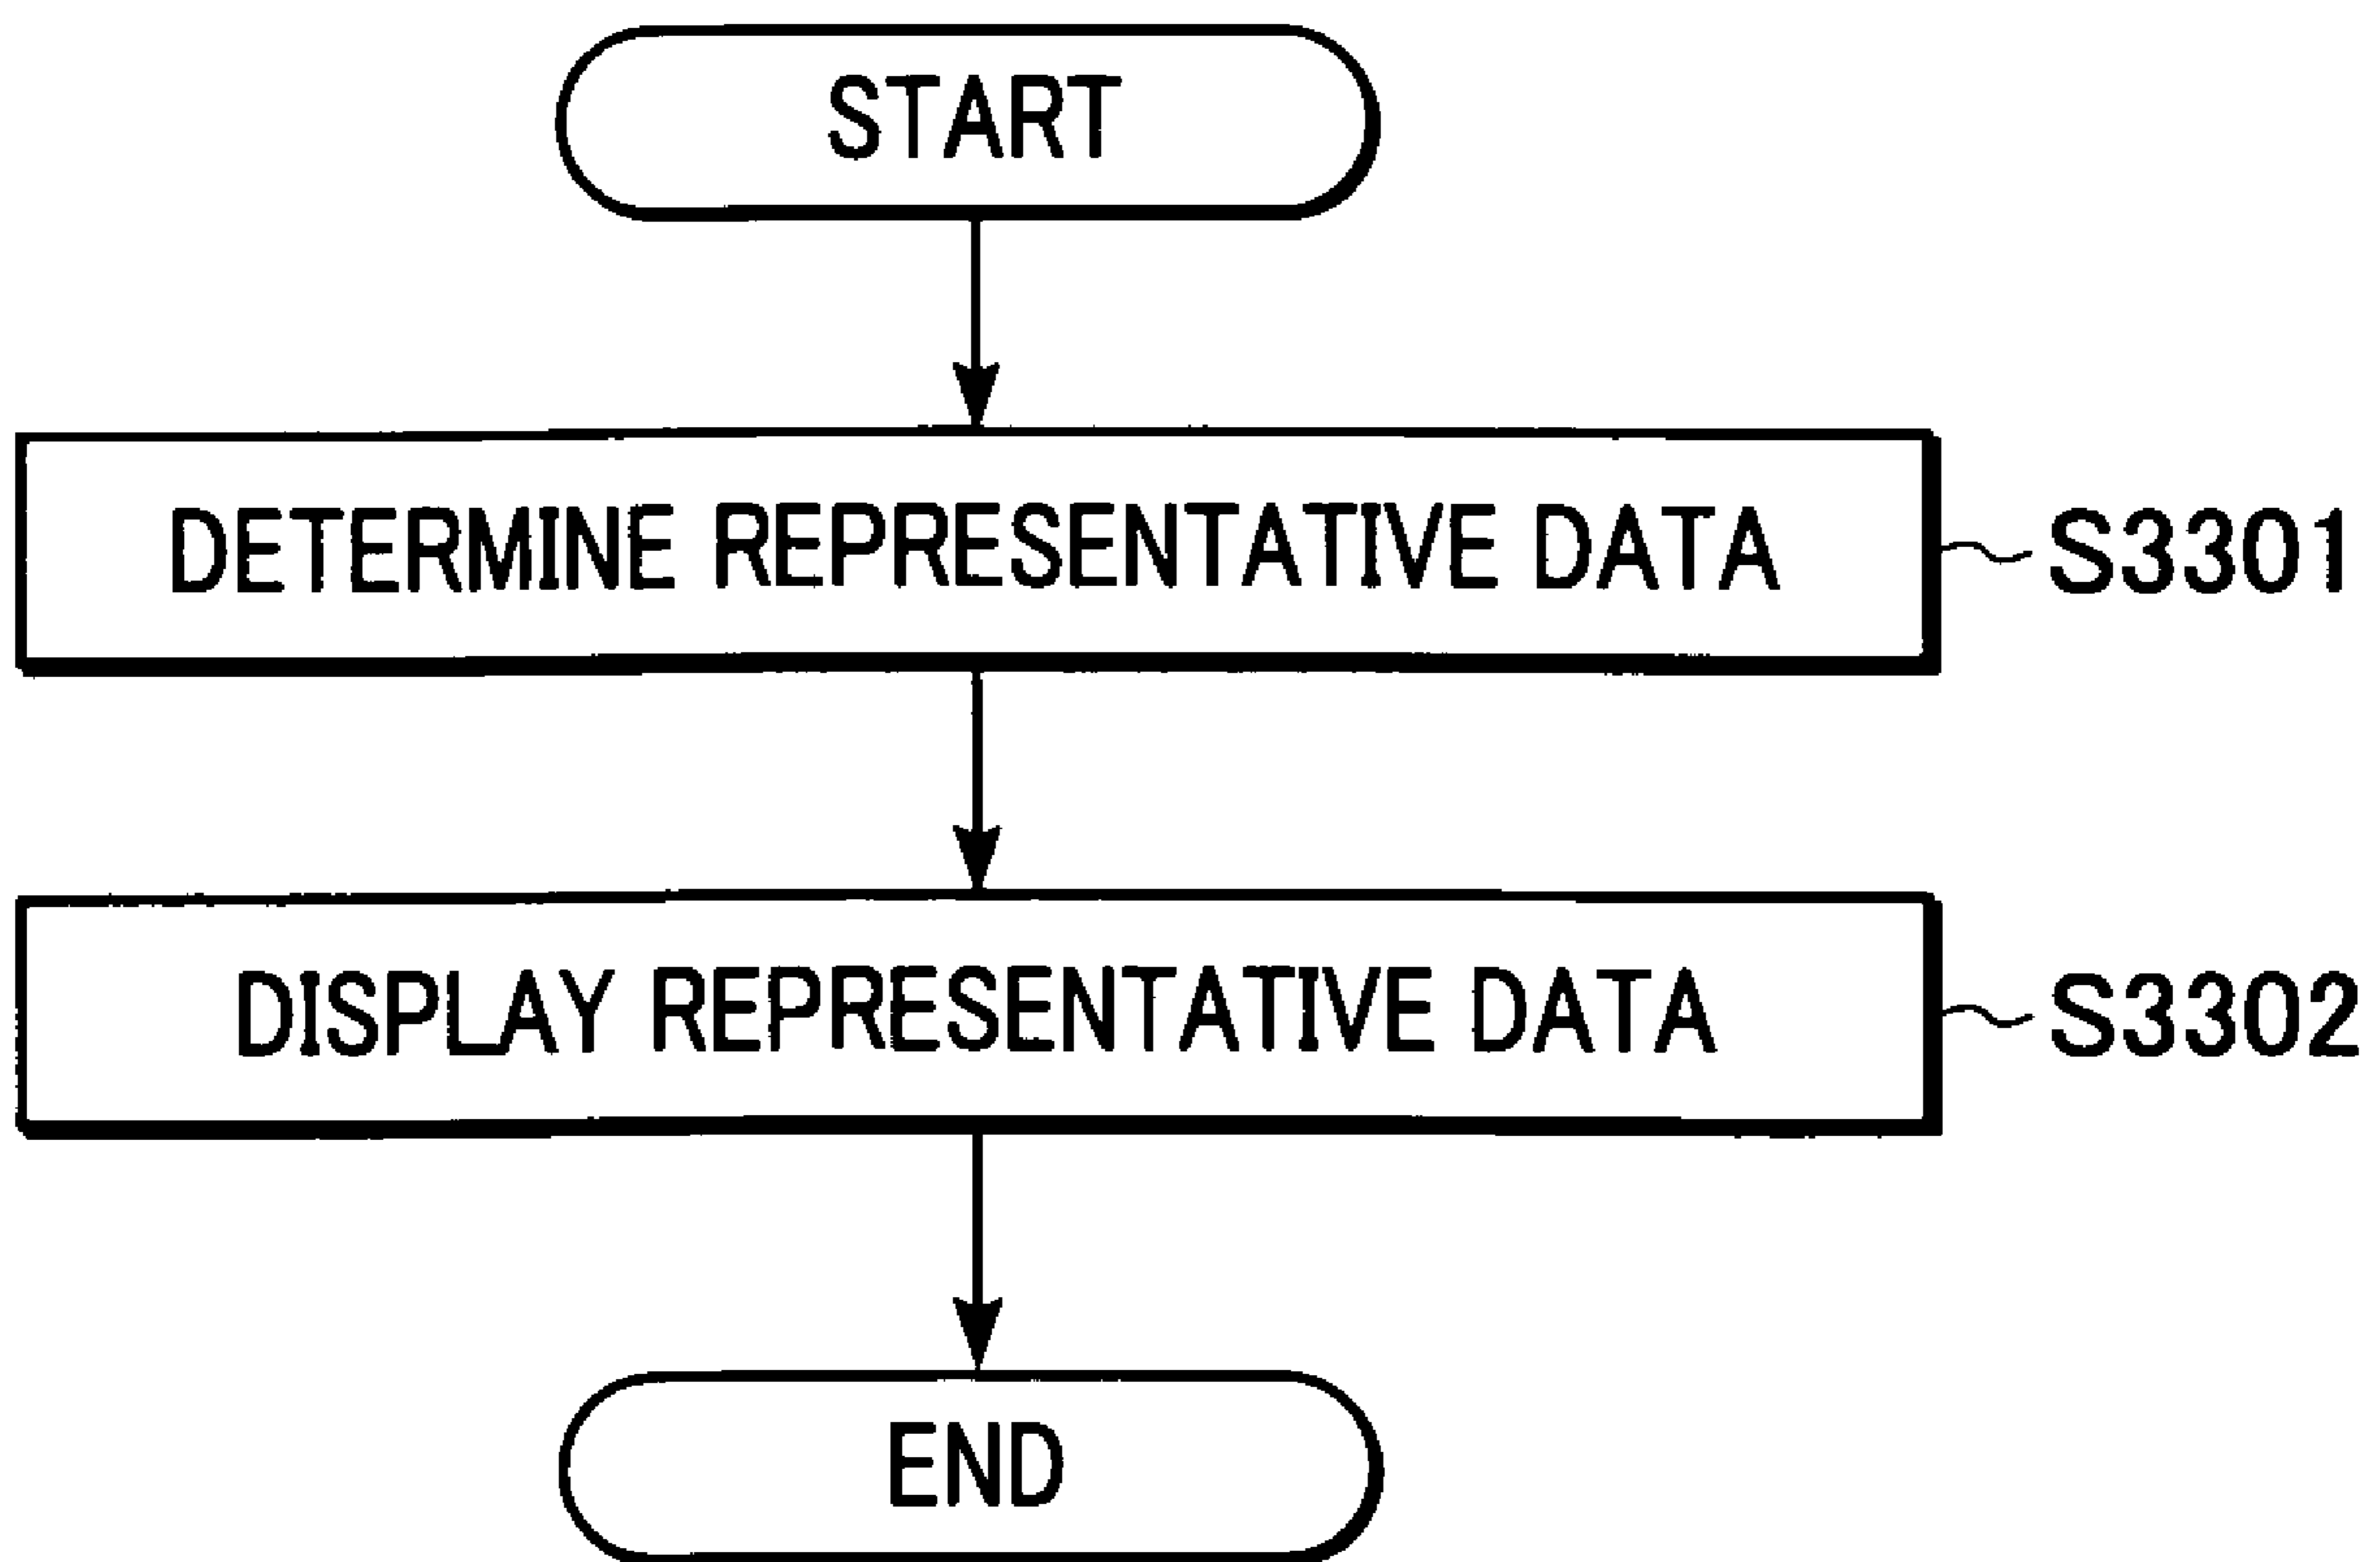 START
DETERMINE REPRESENTATIVE DATA S3301
DISPLAY REPRESENTATIVE DATA S3302
END